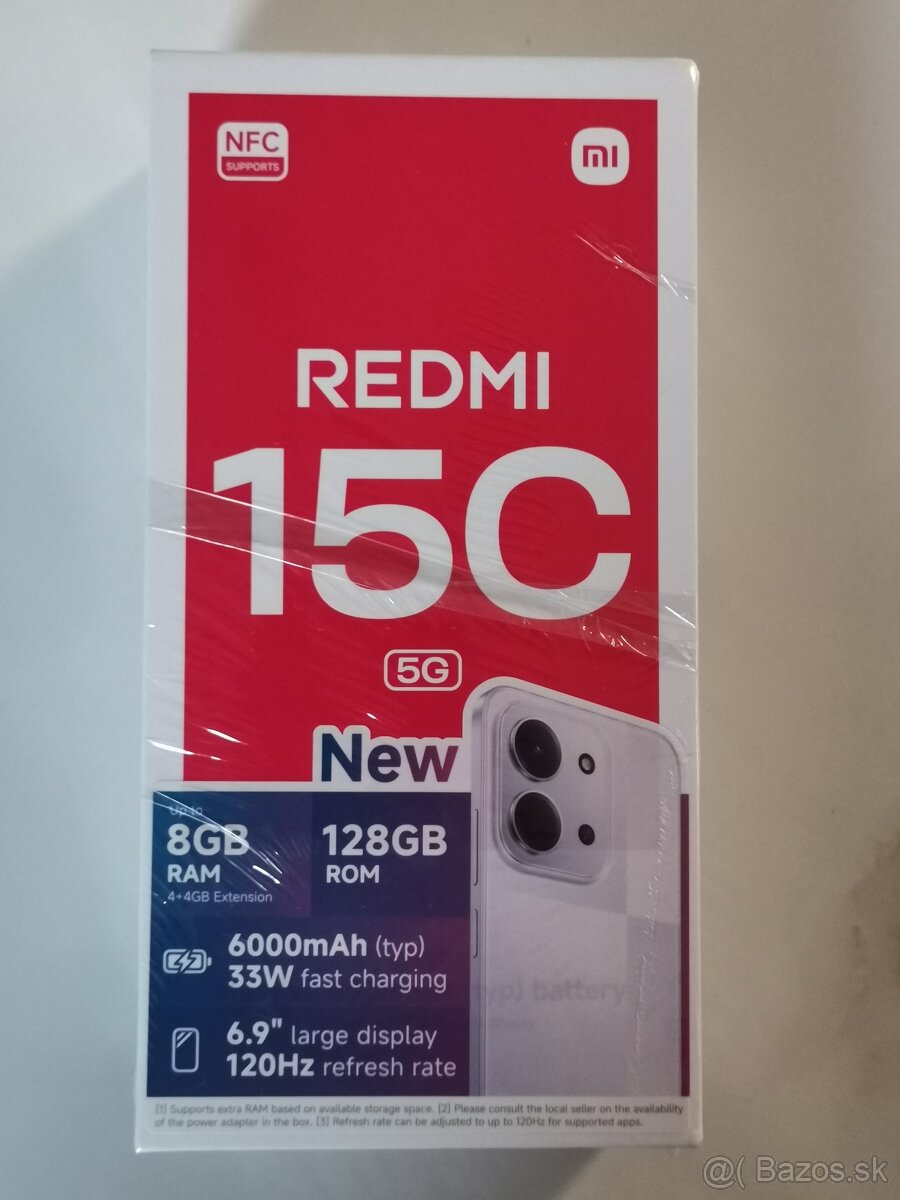 NFC
SUPPORTS
mi
REDMI
15C
5G
New
Up to
8GB
RAM
4+4GB Extension
128GB
ROM
6000mAh (typ)
33W fast charging
typ) battery
6.9" large display
120Hz refresh rate
[1] Supports extra RAM based on available storage space. [2] Please consult the local seller on the availability
of the power adapter in the box. [3] Refresh rate can be adjusted to up to 120Hz for supported apps.
@( Bazos.sk